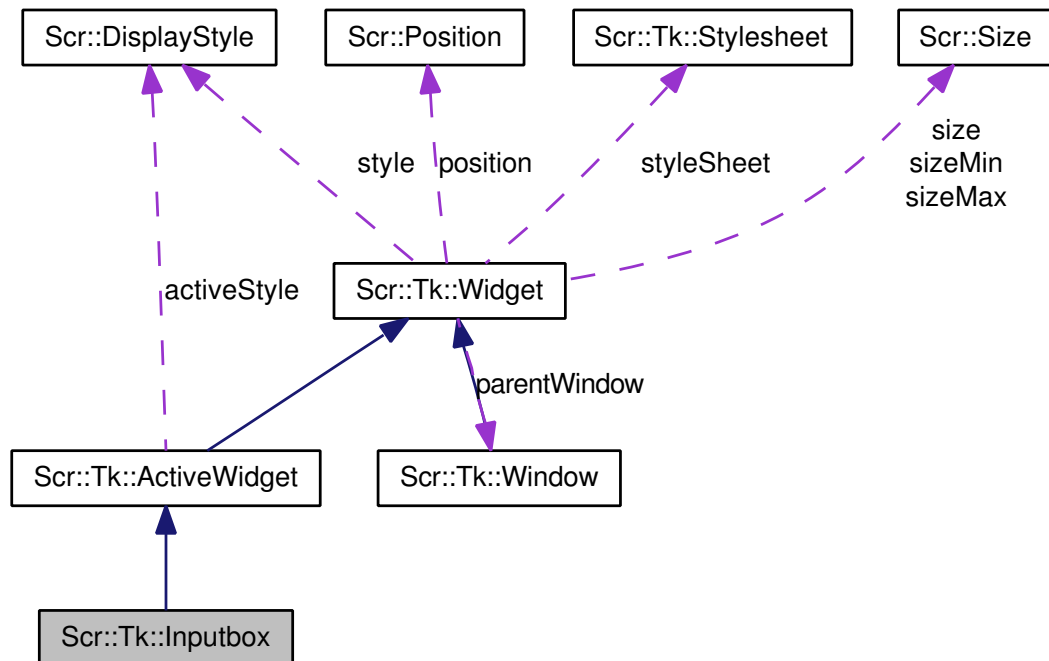 Scr::DisplayStyle
Scr::Position
Scr::Tk::Stylesheet
Scr::Size
size
sizeMin
sizeMax
style
position
styleSheet
activeStyle
Scr::Tk::Widget
parentWindow
Scr::Tk::ActiveWidget
Scr::Tk::Window
Scr::Tk::Inputbox